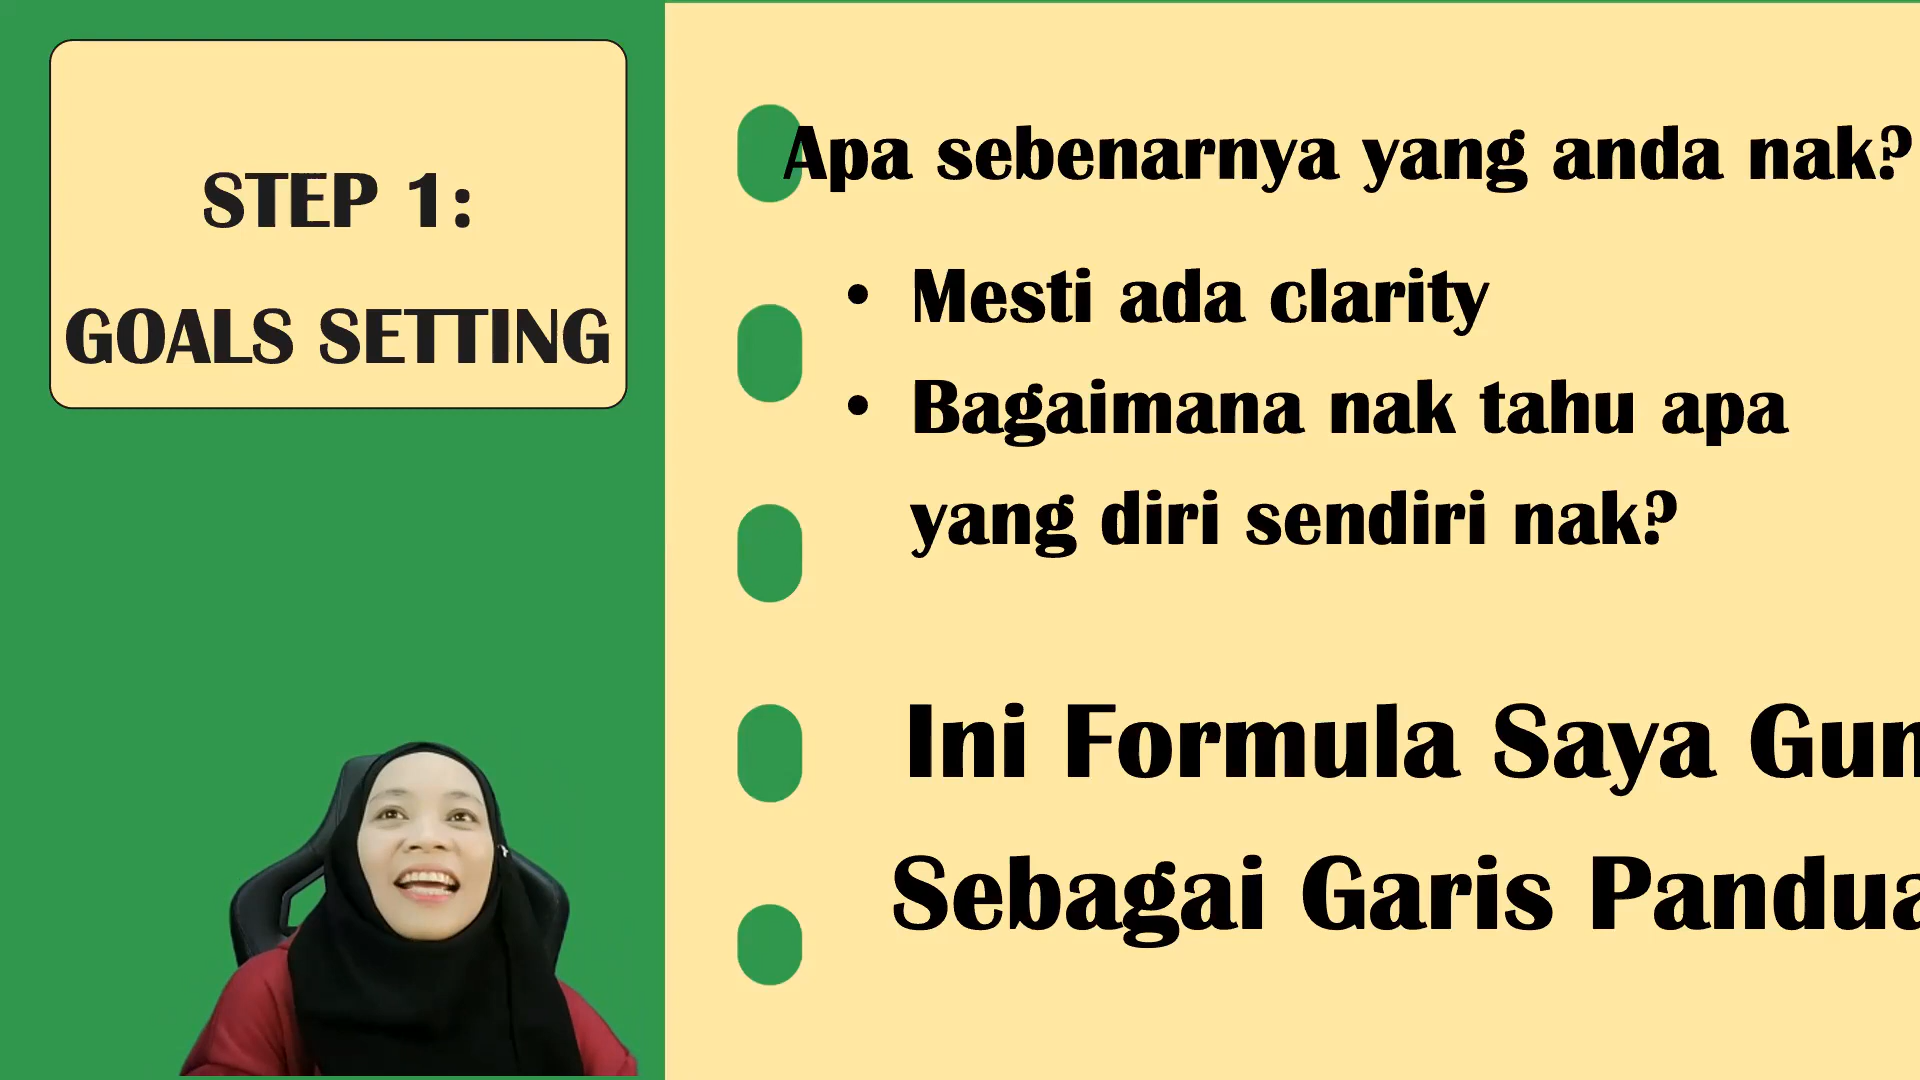 STEP 1:
GOALS SETTING
Apa sebenarnya yang anda nak?
• Mesti ada clarity
• Bagaimana nak tahu apa
yang diri sendiri nak?
Ini Formula Saya
Sebagai Garis